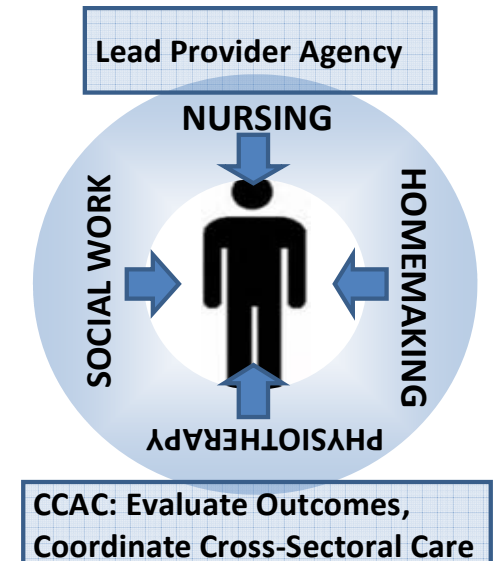 Lead Provider Agency
NURSING
SOCIAL WORK
HOMEMAKING
PHYSIOTHERAPY
CCAC: Evaluate Outcomes,
Coordinate Cross-Sectoral Care